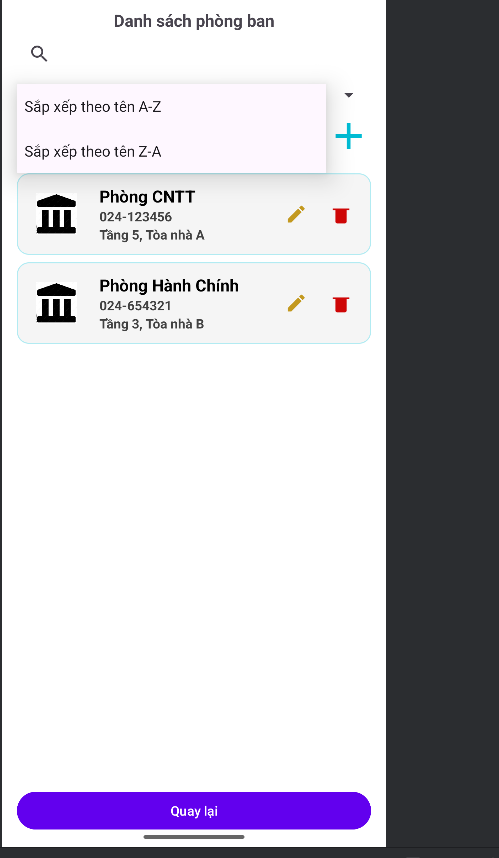 Danh sách phòng ban
Sắp xếp theo tên A-Z
Sắp xếp theo tên Z-A
Phòng CNTT
024-123456
Tầng 5, Tòa nhà A
Phòng Hành Chính
024-654321
Tầng 3, Tòa nhà B
Quay lại